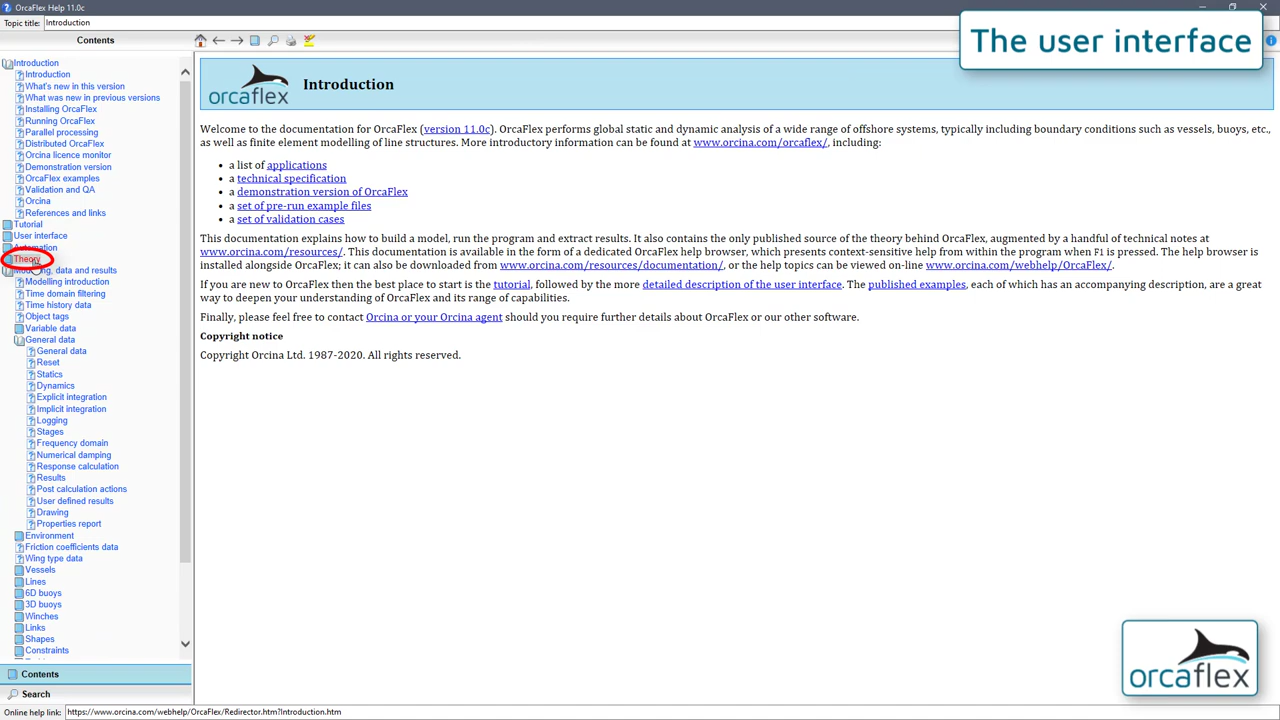 OrcaFlex Help 11.0c
Topic title: Introduction
The user interface
Contents
Introduction
Introduction
What's new in this version
What was new in previous versions
Installing OrcaFlex
Running OrcaFlex
Parallel processing
Distributed OrcaFlex
Orcina licence monitor
Demonstration version
OrcaFlex examples
Validation and QA
Orcina
References and links
Tutorial
User interface
Automation
Theory
Modelling, data and results
Modelling introduction
Time domain filtering
Time history data
Object tags
Variable data
General data
General data
Reset
Statics
Dynamics
Explicit integration
Implicit integration
Logging
Stages
Frequency domain
Numerical damping
Response calculation
Results
Post calculation actions
User defined results
Drawing
Properties report
Environment
Friction coefficients data
Wing type data
Vessels
Lines
6D buoys
3D buoys
Winches
Links
Shapes
Constraints
Contents
Search
orcaflex
Introduction
Welcome to the documentation for OrcaFlex (version 11.0c). OrcaFlex performs global static and dynamic analysis of a wide range of offshore systems, typically including boundary conditions such as vessels, buoys, etc.,
as well as finite element modelling of line structures. More introductory information can be found at www.orcina.com/orcaflex/, including:
• a list of applications
• a technical specification
• a demonstration version of OrcaFlex
• a set of pre-run example files
• a set of validation cases
This documentation explains how to build a model, run the program and extract results. It also contains the only published source of the theory behind OrcaFlex, augmented by a handful of technical notes at
www.orcina.com/resources/. This documentation is available in the form of a dedicated OrcaFlex help browser, which presents context-sensitive help from within the program when F1 is pressed. The help browser is
installed alongside OrcaFlex; it can also be downloaded from www.orcina.com/resources/documentation/, or the help topics can be viewed on-line www.orcina.com/webhelp/OrcaFlex/.
If you are new to OrcaFlex then the best place to start is the tutorial, followed by the more detailed description of the user interface. The published examples, each of which has an accompanying description, are a great
way to deepen your understanding of OrcaFlex and its range of capabilities.
Finally, please feel free to contact Orcina or your Orcina agent should you require further details about OrcaFlex or our other software.
Copyright notice
Copyright Orcina Ltd. 1987-2020. All rights reserved.
orcaflex
Online help link: https://www.orcina.com/webhelp/OrcaFlex/Redirector.htm?Introduction.htm